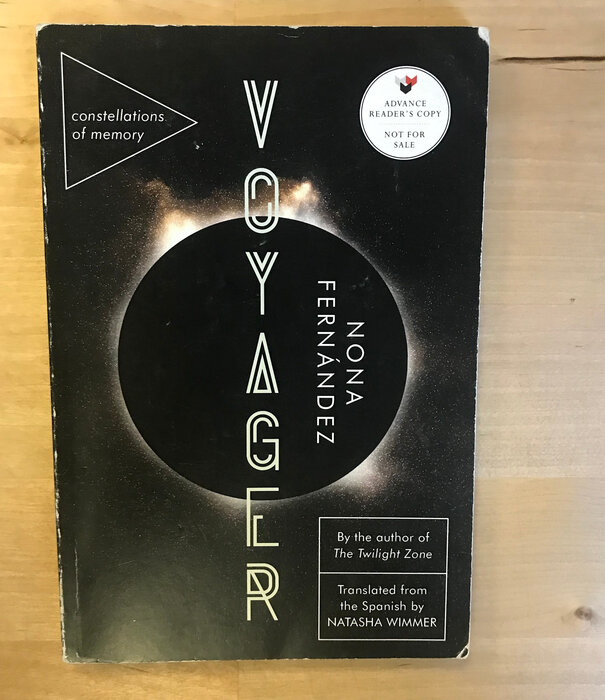 constellations
of memory
ADVANCE
READER'S COPY
NOT FOR
SALE
VOYAGER
NONA
FERNÁNDEZ
By the author of
The Twilight Zone
Translated from
the Spanish by
NATASHA WIMMER